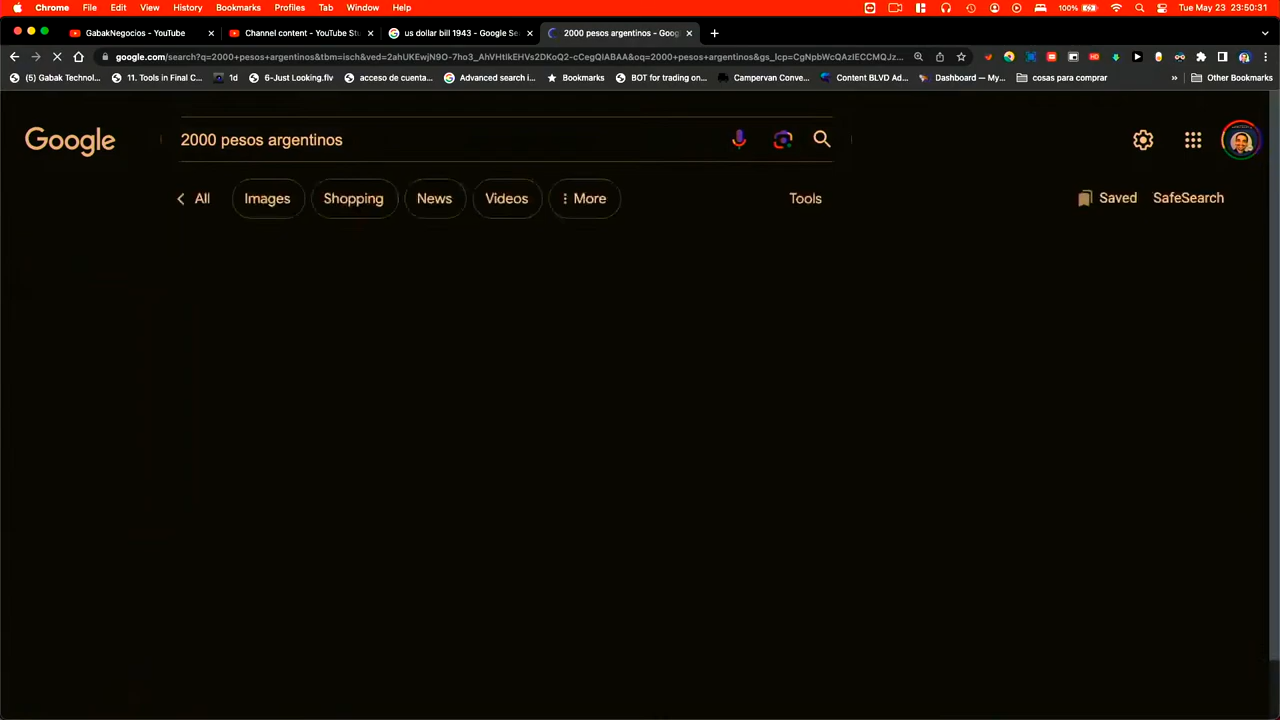 Chrome File Edit View History Bookmarks Profiles Tab Window Help 100% Tue May 23 23:50:31
GabakNegocios - YouTube Channel content - YouTube Stu us dollar bill 1943 - Google Se 2000 pesos argentinos - Goog
google.com/search?q=2000+pesos+argentinos&tbm=isch&ved=2ahUKEwjN9O-7ho3_AhVHtIkEHVs2DKoQ2-cCegQIABAA&oq=2000+pesos+argentinos&gs_lcp=CgNpbWcQAzIECCMQJz...
(5) Gabak Technol... 11. Tools in Final C... 1d 6-Just Looking.flv acceso de cuenta... Advanced search i... Bookmarks BOT for trading on... Campervan Conve... Content BLVD Ad... Dashboard — My... cosas para comprar » Other Bookmarks
Google 2000 pesos argentinos
All Images Shopping News Videos More Tools Saved SafeSearch